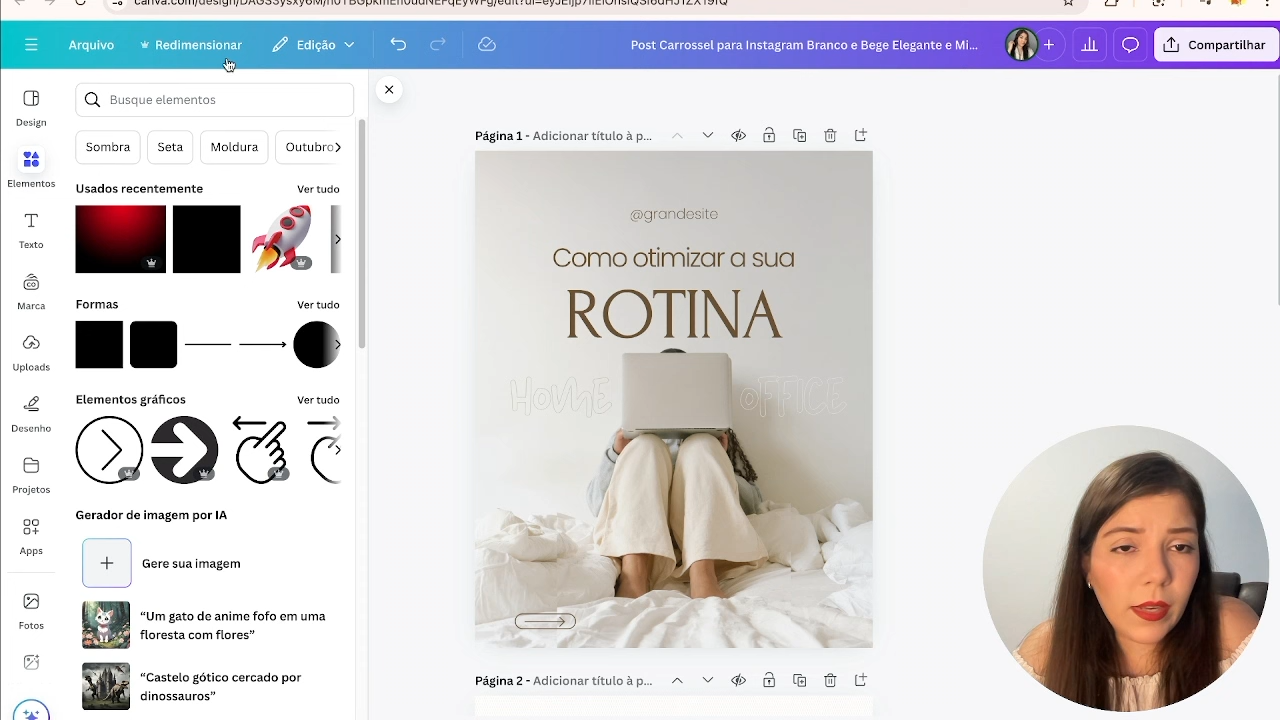 Arquivo
Redimensionar
Edição
Post Carrossel para Instagram Branco e Bege Elegante e Mi...
Compartilhar
Design
Elementos
Texto
Marca
Uploads
Desenho
Projetos
Apps
Fotos
Busque elementos
Sombra
Seta
Moldura
Outubro
Usados recentemente
Ver tudo
Formas
Ver tudo
Elementos gráficos
Ver tudo
Gerador de imagem por IA
Gere sua imagem
“Um gato de anime fofo em uma
floresta com flores”
“Castelo gótico cercado por
dinossauros”
Página 1 - Adicionar título à p...
@grandesite
Como otimizar a sua
ROTINA
HOME OFFICE
Página 2 - Adicionar título à p...